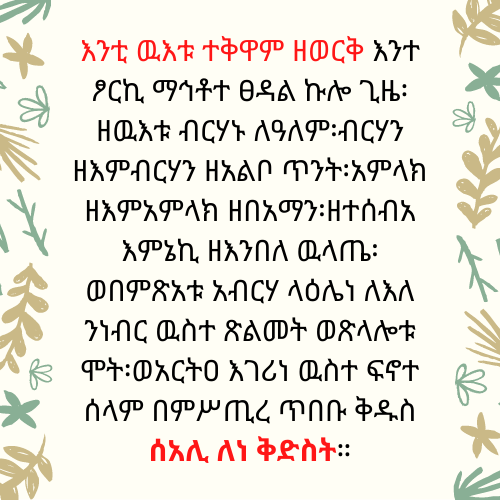 እንቲ ዉእቱ ተቅዋም ዘወርቅ እንተ
ፆርኪ ማኅቶተ ፀዳል ኩሎ ጊዜ፡
ዘዉእቱ ብርሃኑ ለዓለም፡ብርሃን
ዘእምብርሃን ዘአልቦ ጥንት፡አምላክ
ዘእምአምላክ ዘበአማን፡ዘተሰብአ
እምኔኪ ዘእንበለ ዉላጤ፡
ወበምጽአቱ አብርሃ ላዕሌነ ለእለ
ንነብር ዉስተ ጽልመት ወጽላሎቱ
ሞት፡ወአርትዐ እገሪነ ዉስተ ፍኖተ
ሰላም በምሥጢረ ጥበቡ ቅዱስ
ሰአሊ ለነ ቅድስት።